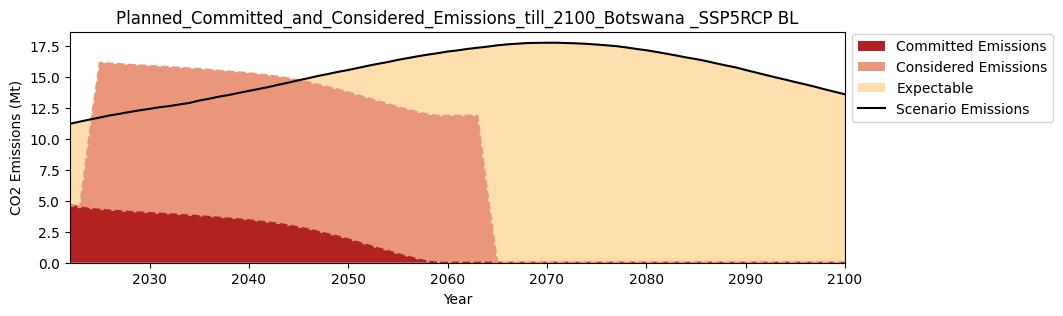 Planned_Committed_and_Considered_Emissions_till_2100_Botswana _SSP5RCP BL
17.5
15.0
12.5
10.0
7.5
5.0
2.5
0.0
CO2 Emissions (Mt)
2030 2040 2050 2060 2070 2080 2090 2100
Year
Committed Emissions
Considered Emissions
Expectable
Scenario Emissions